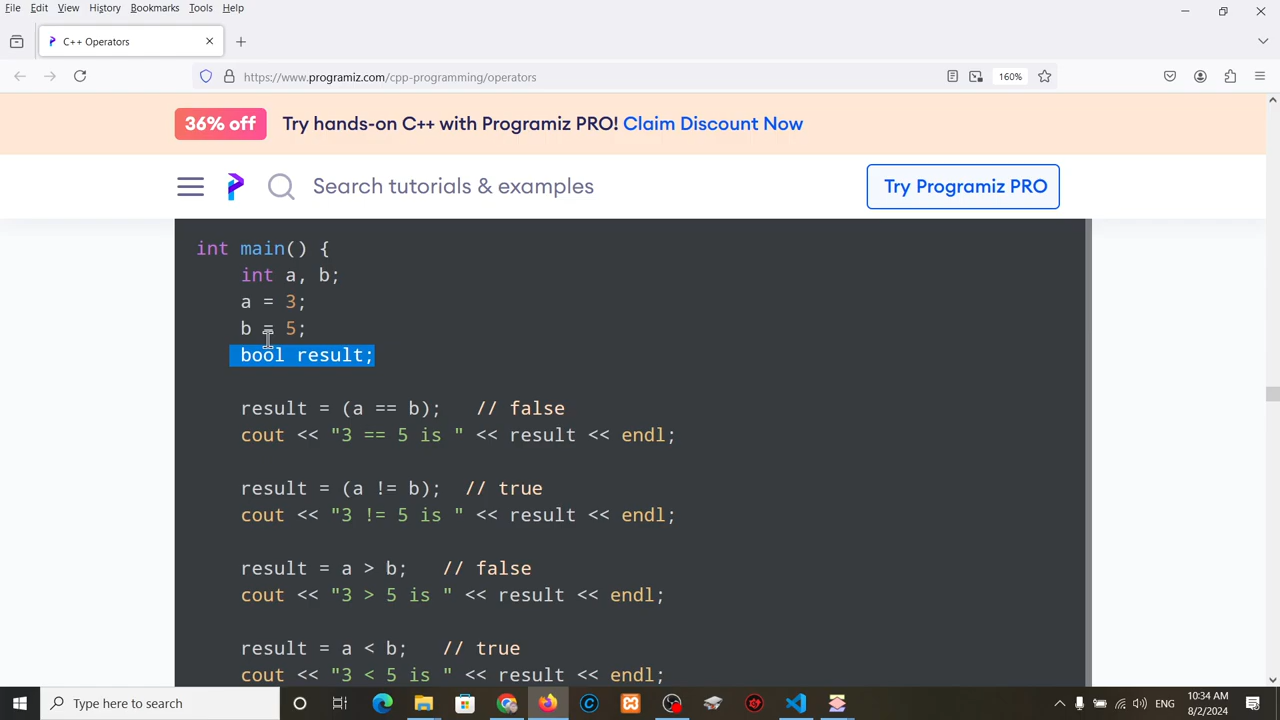 File Edit View History Bookmarks Tools Help
C++ Operators
https://www.programiz.com/cpp-programming/operators
160%
36% off Try hands-on C++ with Programiz PRO! Claim Discount Now
Search tutorials & examples
Try Programiz PRO
int main() {
int a, b;
a = 3;
b = 5;
bool result;
result = (a == b); // false
cout << "3 == 5 is " << result << endl;
result = (a != b); // true
cout << "3 != 5 is " << result << endl;
result = a > b; // false
cout << "3 > 5 is " << result << endl;
result = a < b; // true
cout << "3 < 5 is " << result << endl;
Type here to search
ENG
10:34 AM
8/2/2024